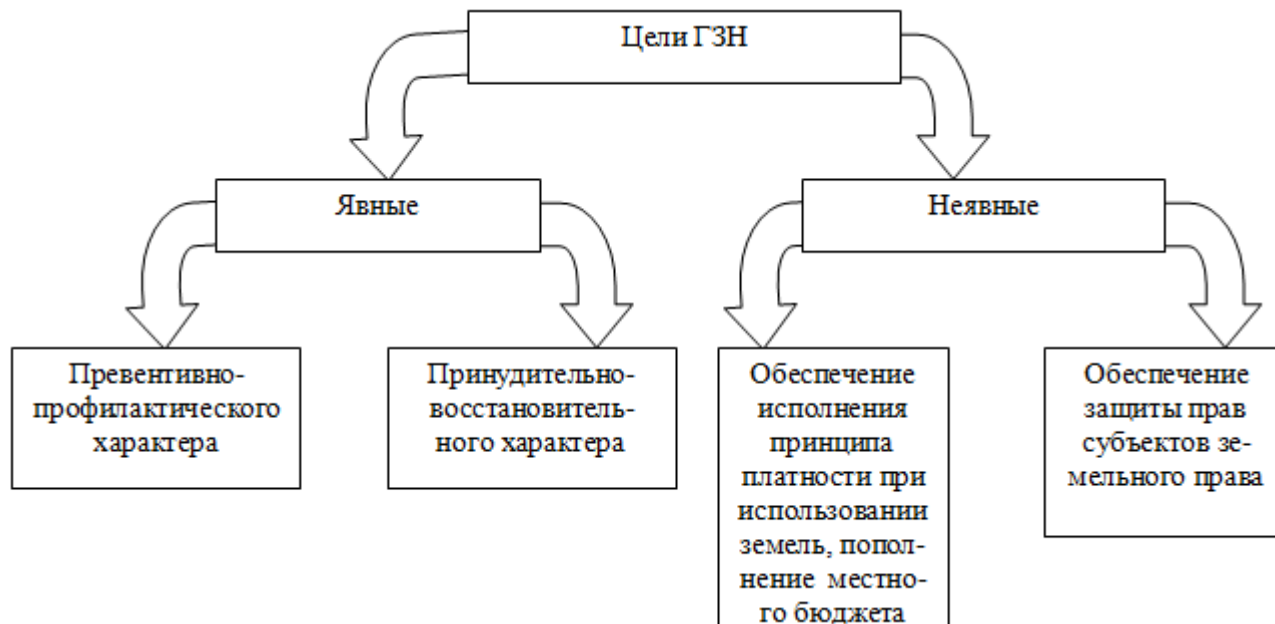 Цели ГЗН
Явные
Неявные
Превентивно-
профилактического
характера
Принудительно-
восстановитель-
ного характера
Обеспечение
исполнения
принципа
платности при
использовании
земель, попол-
нение местно-
го бюджета
Обеспечение
защиты прав
субъектов зе-
мельного права